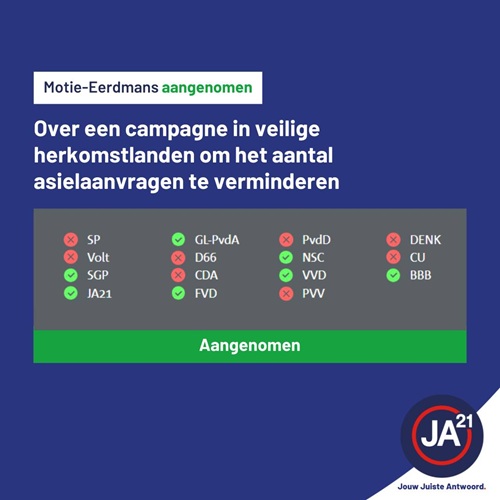 Motie-Eerdmans aangenomen
Over een campagne in veilige
herkomstlanden om het aantal
asielaanvragen te verminderen
SP GL-PvdA PvdD DENK
Volt D66 NSC CU
SGP CDA VVD BBB
JA21 FVD PVV
Aangenomen
JA21
Jouw Juiste Antwoord.